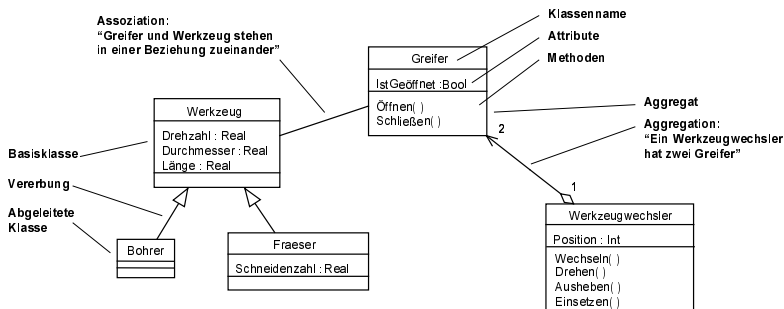 Assoziation:
"Greifer und Werkzeug stehen
in einer Beziehung zueinander"
Klassenname
Attribute
Methoden
Greifer
IstGeöffnet :Bool
Öffnen( )
Schließen( )
Aggregat
Aggregation:
"Ein Werkzeugwechsler
hat zwei Greifer"
2
1
Werkzeug
Drehzahl : Real
Durchmesser : Real
Länge : Real
Basisklasse
Vererbung
Abgeleitete
Klasse
Bohrer
Fraeser
Schneidenzahl : Real
Werkzeugwechsler
Position : Int
Wechseln( )
Drehen( )
Ausheben( )
Einsetzen( )